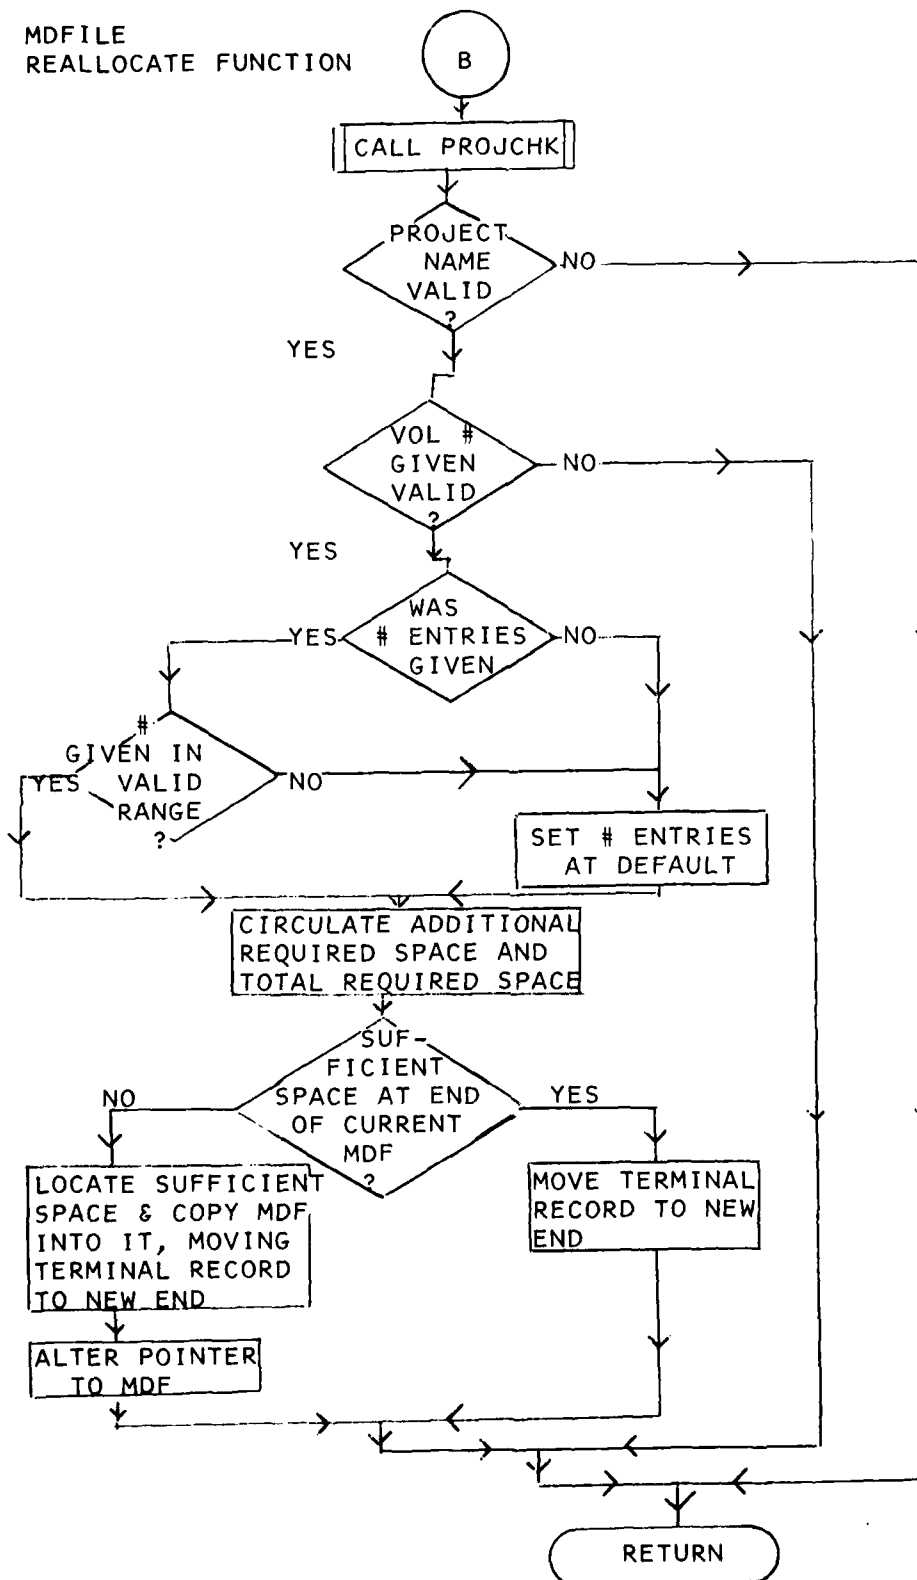 MDFILE
REALLOCATE FUNCTION
B
CALL PROJCHK
PROJECT
NAME
VALID
?
NO
YES
VOL #
GIVEN
VALID
?
NO
YES
WAS
# ENTRIES
GIVEN
YES
NO
#
GIVEN IN
VALID
RANGE
?
YES
NO
SET # ENTRIES
AT DEFAULT
CIRCULATE ADDITIONAL
REQUIRED SPACE AND
TOTAL REQUIRED SPACE
SUF-
FICIENT
SPACE AT END
OF CURRENT
MDF
?
NO
YES
LOCATE SUFFICIENT
SPACE & COPY MDF
INTO IT, MOVING
TERMINAL RECORD
TO NEW END
MOVE TERMINAL
RECORD TO NEW
END
ALTER POINTER
TO MDF
RETURN